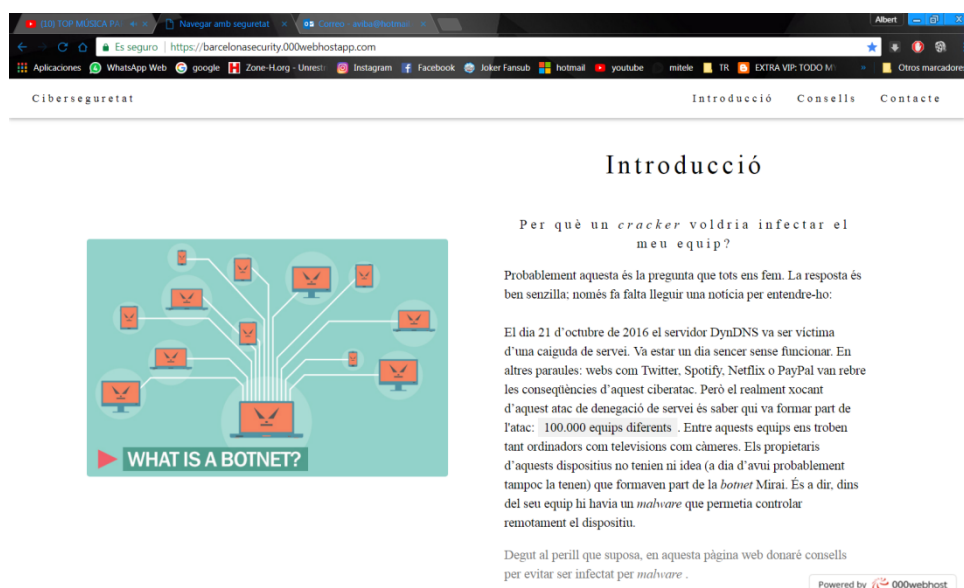 (10) TOP MÚSICA PA
Navegar amb seguretat
Albert
Es seguro | https://barcelonasecurity.000webhostapp.com
Aplicaciones WhatsApp Web google Zone-H.org - Unrestr Instagram Facebook Joker Fansub hotmail youtube mitele TR EXTRA VIP: TODO M Otros marcadores
Ciberseguretat Introducció Consells Contacte
Introducció
Per què un cracker voldria infectar el
meu equip?
Probablement aquesta és la pregunta que tots ens fem. La resposta és
ben senzilla; només fa falta lleguir una notícia per entendre-ho:
El dia 21 d'octubre de 2016 el servidor DynDNS va ser víctima
d'una caiguda de servei. Va estar un dia sencer sense funcionar. En
altres paraules: webs com Twitter, Spotify, Netflix o PayPal van rebre
les conseqüències d'aquest ciberatac. Però el realment xocant
d'aquest atac de denegació de servei és saber qui va formar part de
l'atac: 100.000 equips diferents . Entre aquests equips ens troben
tant ordinadors com televisions com càmeres. Els propietaris
d'aquests dispositius no tenien ni idea (a dia d'avui probablement
tampoc la tenen) que formaven part de la botnet Mirai. És a dir, dins
del seu equip hi havia un malware que permetia controlar
remotament el dispositiu.
Degut al perill que suposa, en aquesta pàgina web donaré consells
per evitar ser infectat per malware .
WHAT IS A BOTNET?
Powered by 000webhost